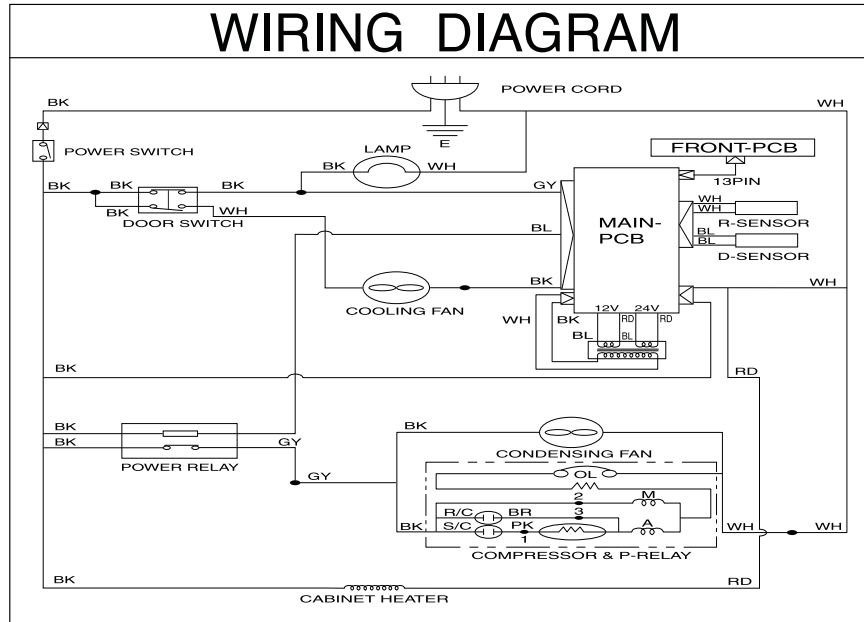 WIRING DIAGRAM
POWER CORD
BK
WH
E
POWER SWITCH
LAMP
BK
WH
FRONT-PCB
13PIN
BK
BK
BK
GY
BK
WH
DOOR SWITCH
MAIN-
PCB
WH
WH
R-SENSOR
BL
BL
BL
D-SENSOR
BK
WH
COOLING FAN
WH
BK
12V
RD
24V
RD
BL
BL
BK
RD
BK
BK
GY
POWER RELAY
GY
BK
CONDENSING FAN
OL
2
M
R/C
BR
3
S/C
PK
A
BK
1
WH
WH
COMPRESSOR & P-RELAY
BK
RD
CABINET HEATER